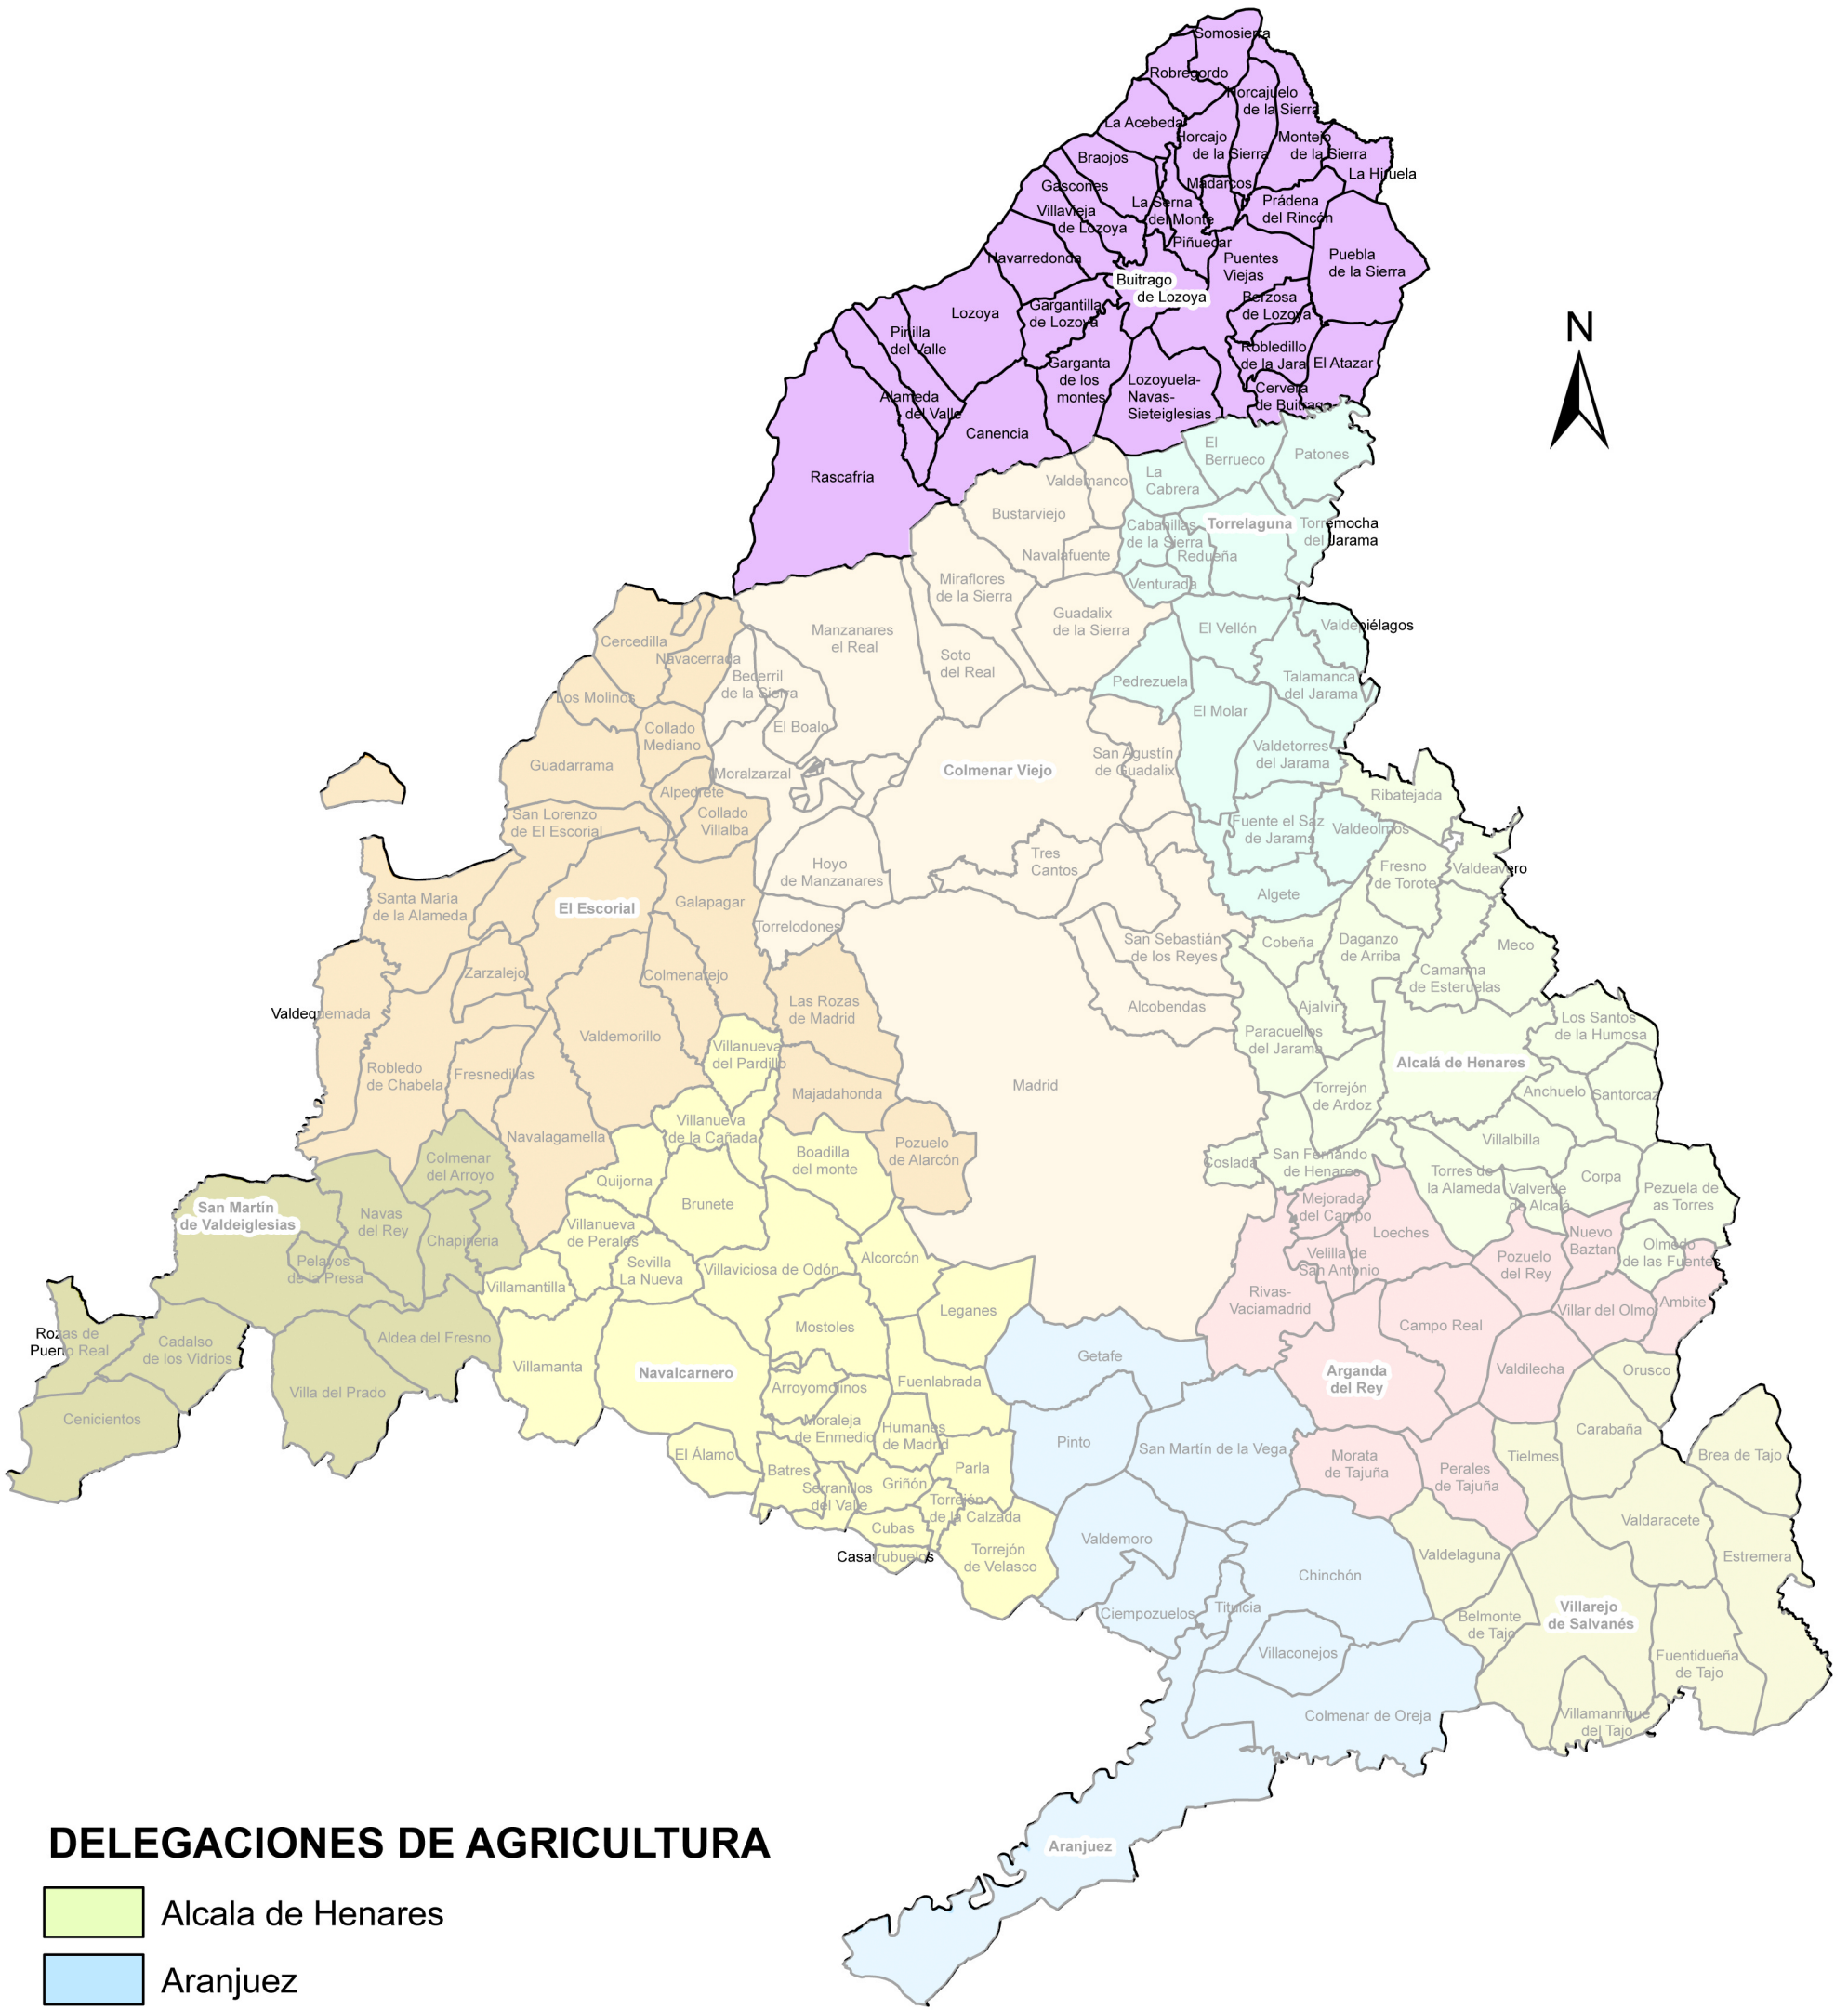 Somosierra
Robregordo
Horcajuelo
de la Sierra
La Acebeda
Horcajo
de la Sierra
Montejo
de la Sierra
Braojos
La Hiruela
Gascones
Madarcos
La Serna
del Monte
Prádena
del Rincón
Villavieja
de Lozoya
Piñuecar
Navarredonda
Puentes
Viejas
Puebla
de la Sierra
Buitrago
de Lozoya
Berzosa
de Lozoya
Gargantilla
de Lozoya
Lozoya
Pinilla
del Valle
Robledillo
de la Jara
El Atazar
Garganta
de los
montes
Lozoyuela-
Navas-
Sieteiglesias
Cervera
de Buitrago
Alameda
del Valle
Canencia
Rascafría
N
El
Berrueco
Patones
La
Cabrera
Valdemanco
Bustarviejo
Cabanillas
de la Sierra
Torrelaguna
Torremocha
del Jarama
Redueña
Navalafuente
Venturada
Miraflores
de la Sierra
Guadalix
de la Sierra
El Vellón
Valdepiélagos
Manzanares
el Real
Cercedilla
Navacerrada
Soto
del Real
Becerril
de la Sierra
Pedrezuela
Talamanca
del Jarama
Los Molinos
El Molar
El Boalo
Collado
Mediano
San Agustín
de Guadalix
Valdetorres
del Jarama
Guadarrama
Moralzarzal
Colmenar Viejo
Alpedrete
Ribatejada
San Lorenzo
de El Escorial
Collado
Villalba
Fuente el Saz
de Jarama
Valdeolmos
Tres
Cantos
Hoyo
de Manzanares
Fresno
de Torote
Valdeavero
Santa María
de la Alameda
El Escorial
Galapagar
Algete
Torrelodones
San Sebastián
de los Reyes
Cobeña
Daganzo
de Arriba
Meco
Zarzalejo
Colmenarejo
Camarma
de Esteruelas
Valdequemada
Las Rozas
de Madrid
Alcobendas
Ajalvir
Los Santos
de la Humosa
Valdemorillo
Paracuellos
del Jarama
Villanueva
del Pardillo
Robledo
de Chabela
Fresnedillas
Alcalá de Henares
Madrid
Majadahonda
Torrejón
de Ardoz
Anchuelo
Santorcaz
Navalagamella
Villanueva
de la Cañada
Villalbilla
Pozuelo
de Alarcón
Boadilla
del monte
Coslada
San Fernando
de Henares
Colmenar
del Arroyo
Torres de
la Alameda
Corpa
Quijorna
Valverde
de Alcalá
Pezuela de
as Torres
San Martín
de Valdeiglesias
Brunete
Mejorada
del Campo
Navas
del Rey
Loeches
Nuevo
Baztan
Villanueva
de Perales
Chapineria
Olmedo
de las Fuentes
Pelayos
de la Presa
Sevilla
La Nueva
Villaviciosa de Odón
Alcorcón
Velilla de
San Antonio
Pozuelo
del Rey
Villamantilla
Rivas-
Vaciamadrid
Leganes
Villar del Olmo
Ambite
Rozas de
Puerto Real
Cadalso
de los Vidrios
Aldea del Fresno
Mostoles
Campo Real
Getafe
Villamanta
Navalcarnero
Arganda
del Rey
Valdilecha
Orusco
Villa del Prado
Arroyomolinos
Fuenlabrada
Cenicientos
Moraleja
de Enmedio
Humanes
de Madrid
Carabaña
El Álamo
Pinto
San Martín de la Vega
Morata
de Tajuña
Tielmes
Brea de Tajo
Batres
Parla
Perales
de Tajuña
Serranillos
del Valle
Griñón
Torrejón
de la Calzada
Valdaracete
Cubas
Valdemoro
Casarrubuelos
Torrejón
de Velasco
Valdelaguna
Estremera
Chinchón
Ciempozuelos
Titulcia
Belmonte
de Tajo
Villarejo
de Salvanés
Villaconejos
Fuentidueña
de Tajo
Colmenar de Oreja
Villamanrique
del Tajo
Aranjuez
DELEGACIONES DE AGRICULTURA
Alcala de Henares
Aranjuez